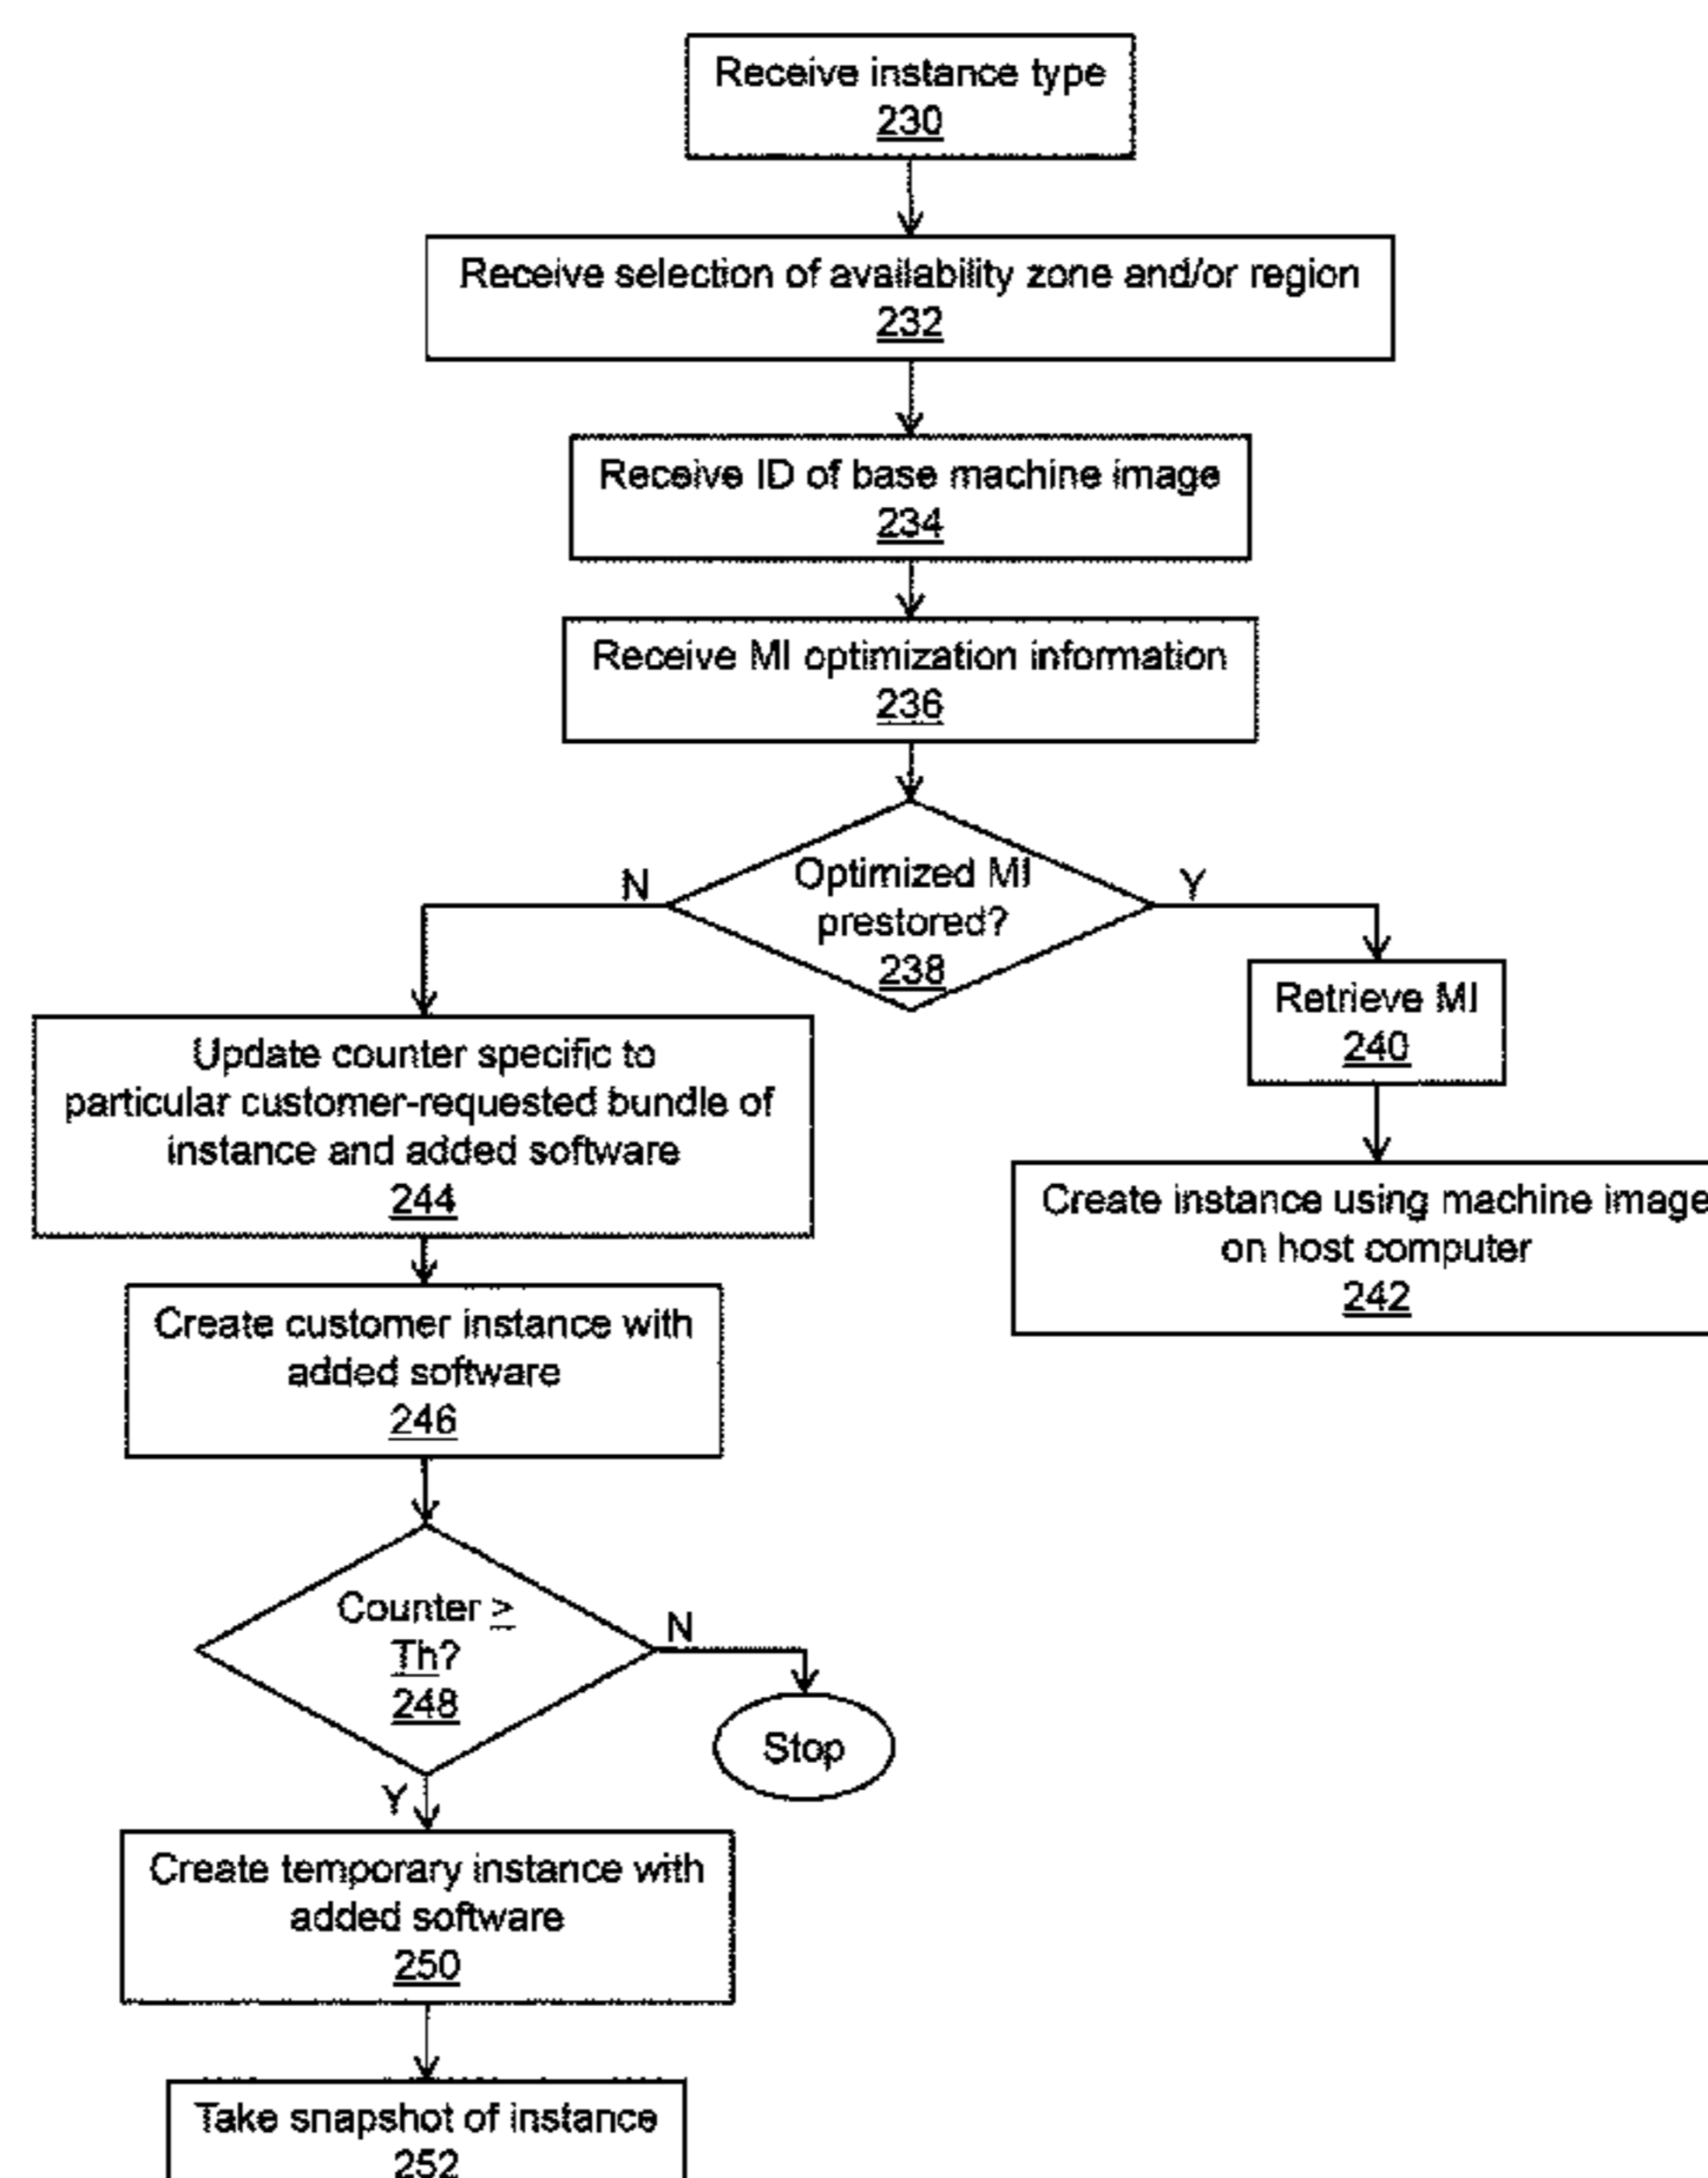 Receive instance type
230
Receive selection of availability zone and/or region
232
Receive ID of base machine image
234
Receive MI optimization information
236
N
Optimized MI
prestored?
238
Y
Retrieve MI
240
Update counter specific to
particular customer-requested bundle of
instance and added software
244
Create instance using machine image
on host computer
242
Create customer instance with
added software
246
Counter ≥
Th?
248
N
Stop
Y
Create temporary instance with
added software
250
Take snapshot of instance
252